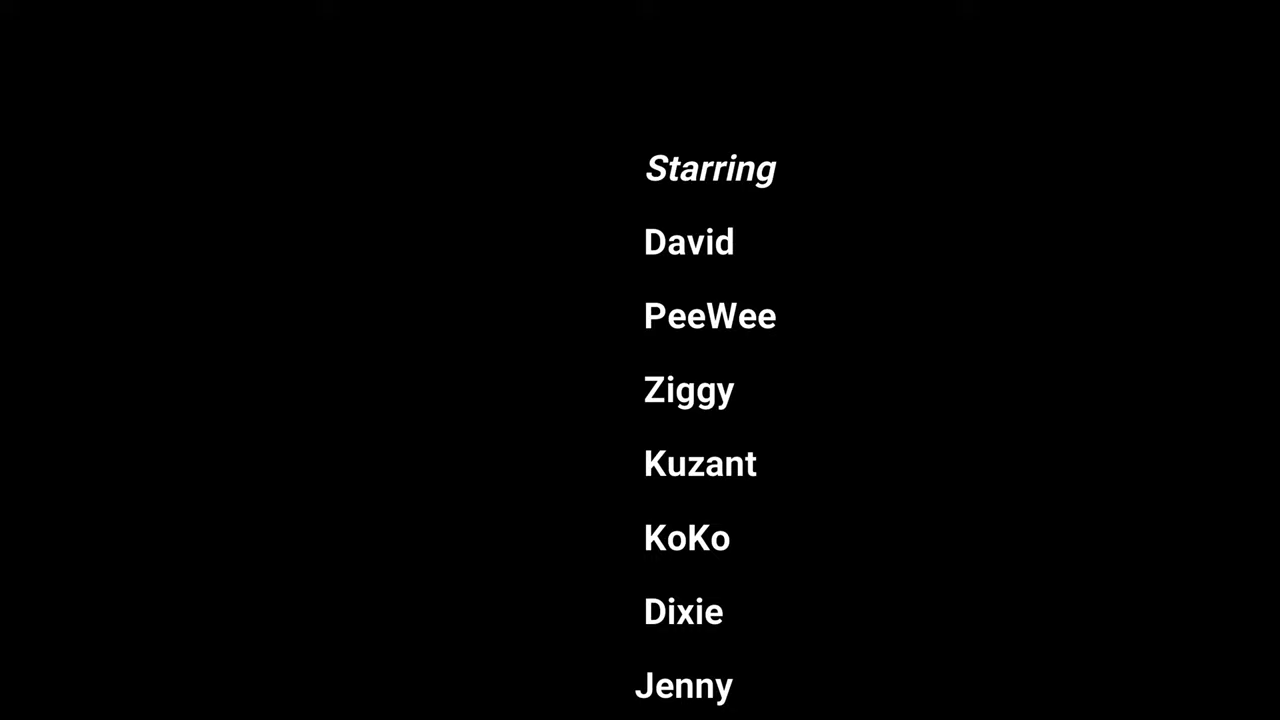 Starring
David
PeeWee
Ziggy
Kuzant
KoKo
Dixie
Jenny